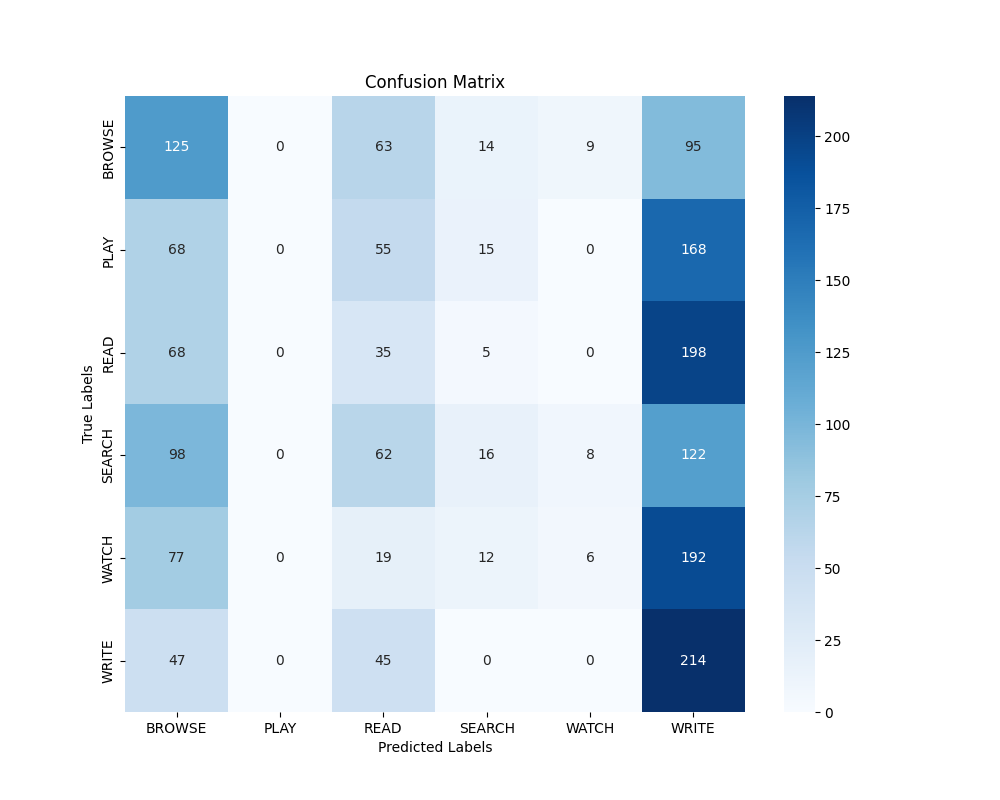 Confusion Matrix
True Labels
BROWSE 125 0 63 14 9 95
PLAY 68 0 55 15 0 168
READ 68 0 35 5 0 198
SEARCH 98 0 62 16 8 122
WATCH 77 0 19 12 6 192
WRITE 47 0 45 0 0 214
BROWSE PLAY READ SEARCH WATCH WRITE
Predicted Labels
200
175
150
125
100
75
50
25
0